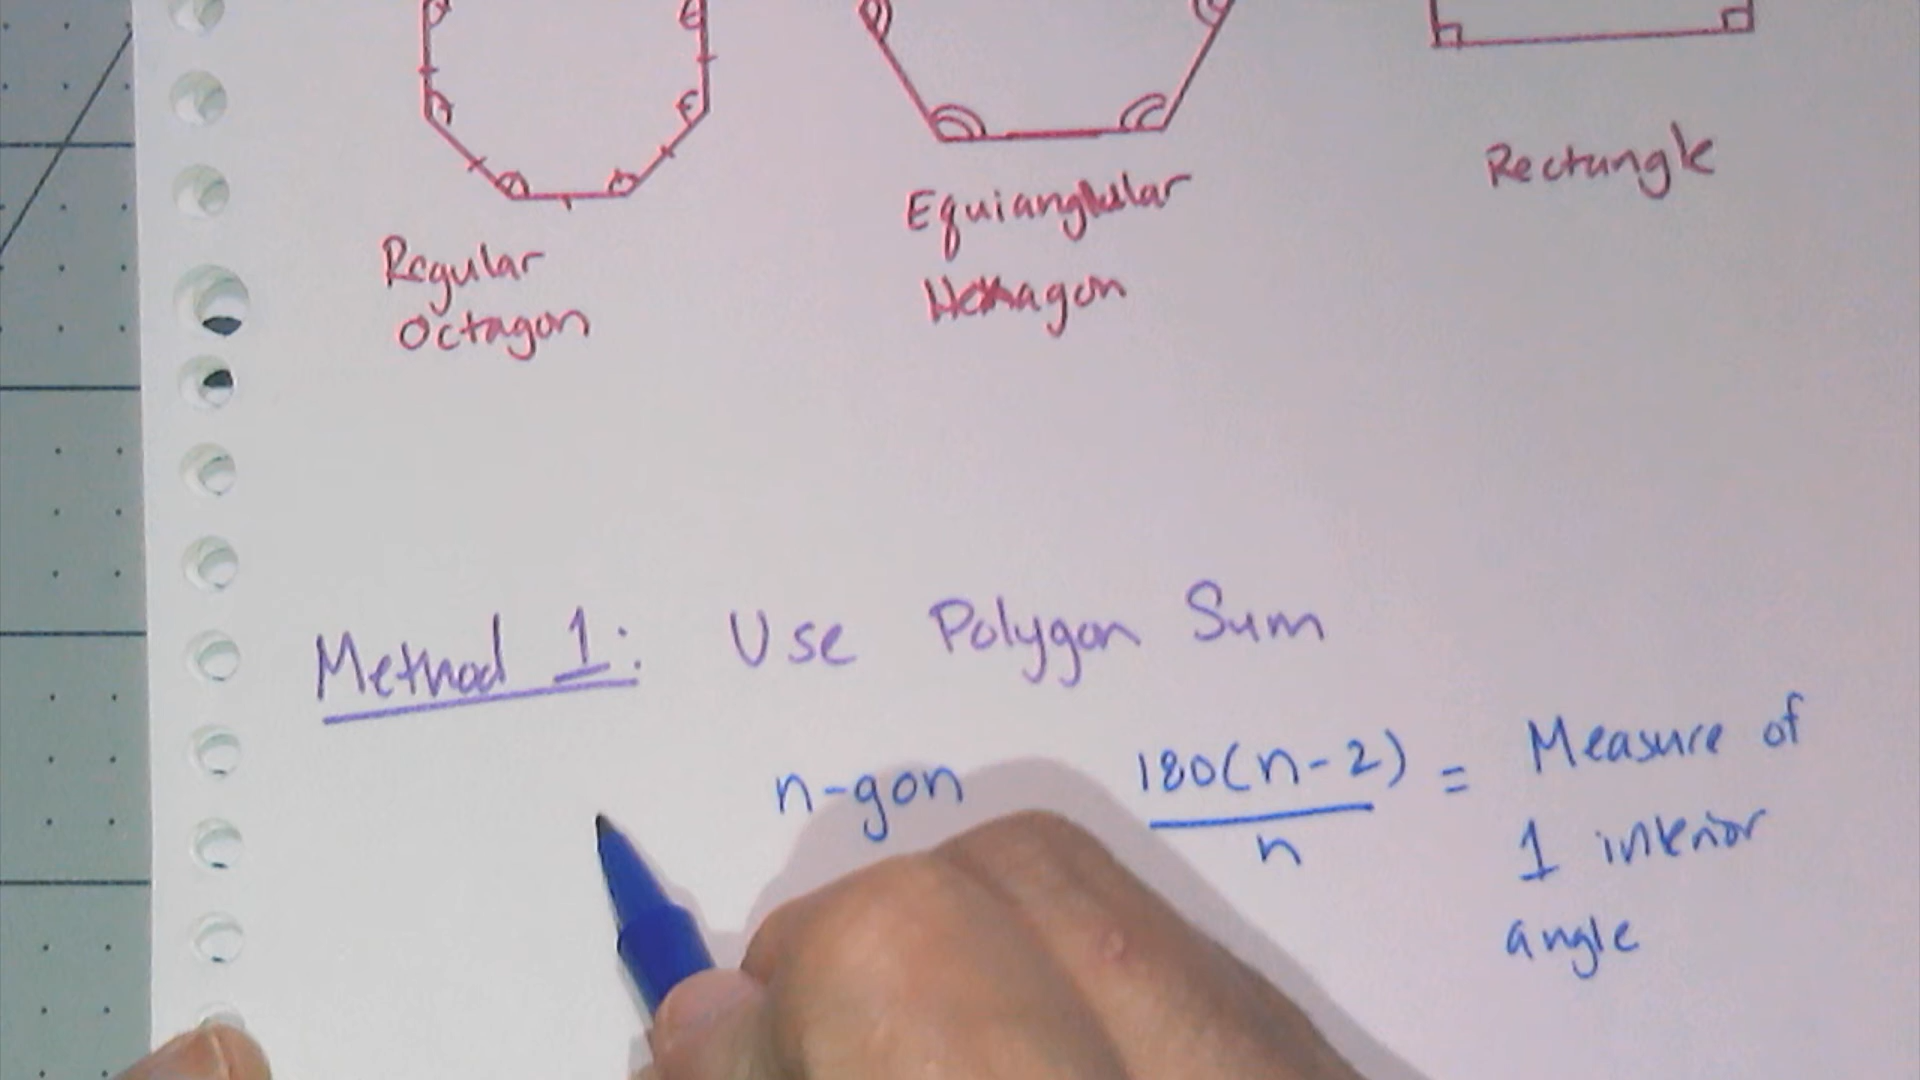 Regular
Octagon
Equiangular
Hexagon
Rectangle
Method 1: Use Polygon Sum
n-gon
180(n-2)
n
=
Measure of
1 interior
angle